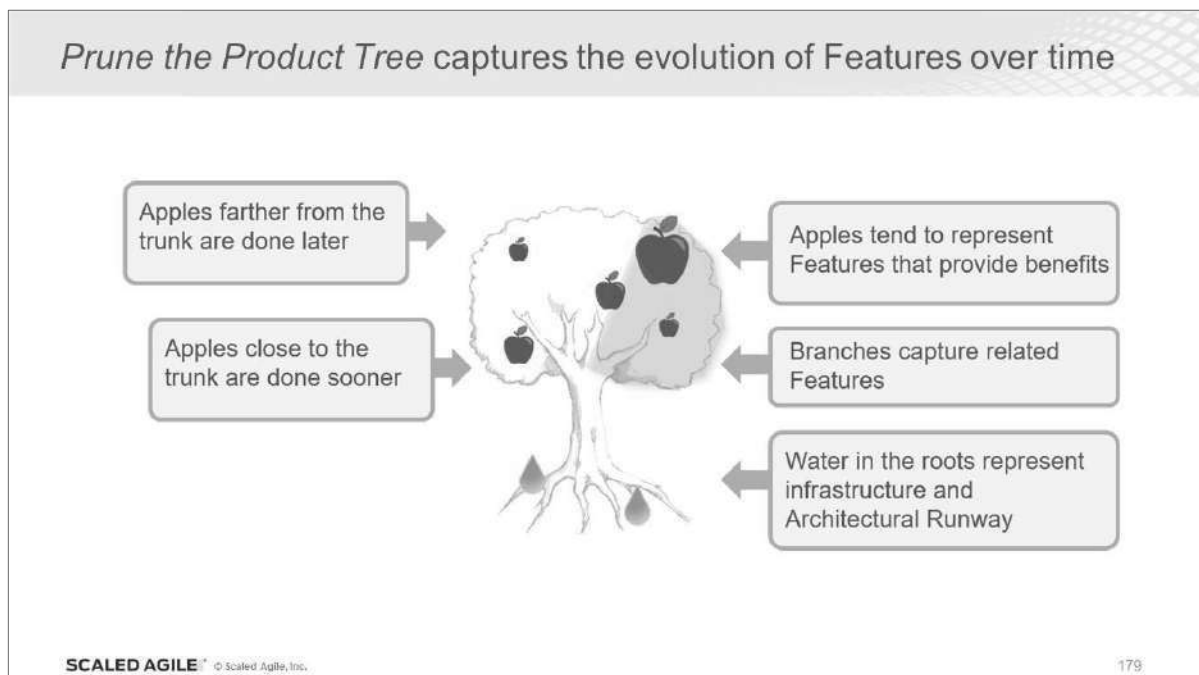 Prune the Product Tree captures the evolution of Features over time
Apples farther from the
trunk are done later
Apples close to the
trunk are done sooner
Apples tend to represent
Features that provide benefits
Branches capture related
Features
Water in the roots represent
infrastructure and
Architectural Runway
SCALED AGILE © Scaled Agile, Inc.
179